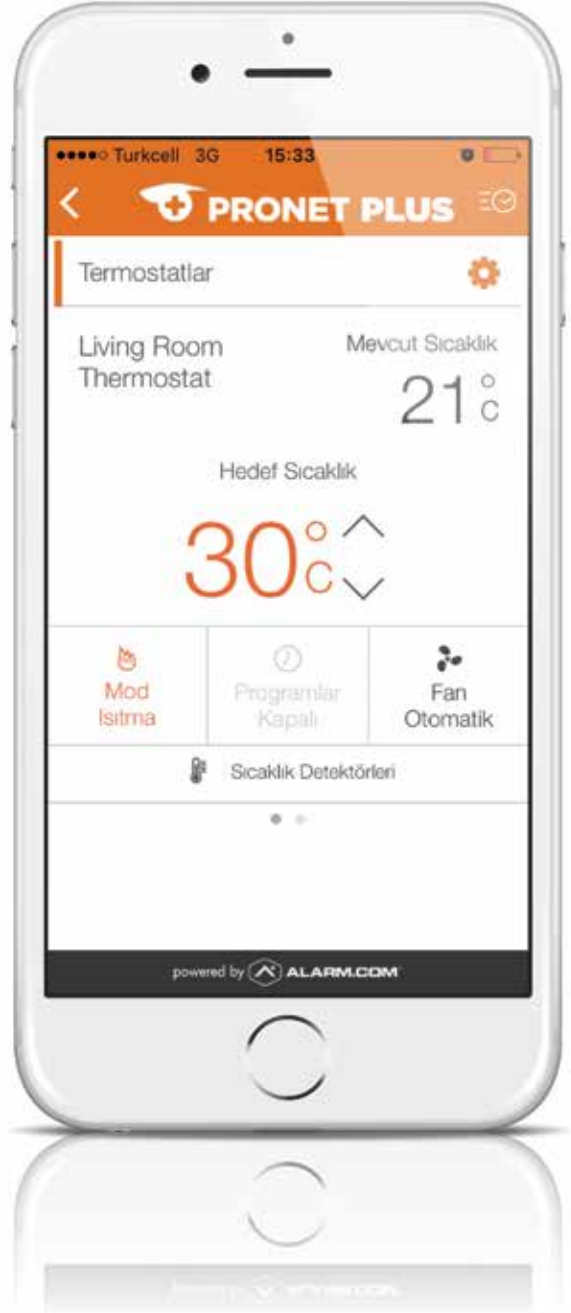 Turkcell 3G 15:33
PRONET PLUS
Termostatlar
Living Room
Thermostat
Mevcut Sıcaklık
21°C
Hedef Sıcaklık
30°C
Mod
Isıtma
Programlar
Kapalı
Fan
Otomatik
Sıcaklık Detektörleri
powered by ALARM.COM